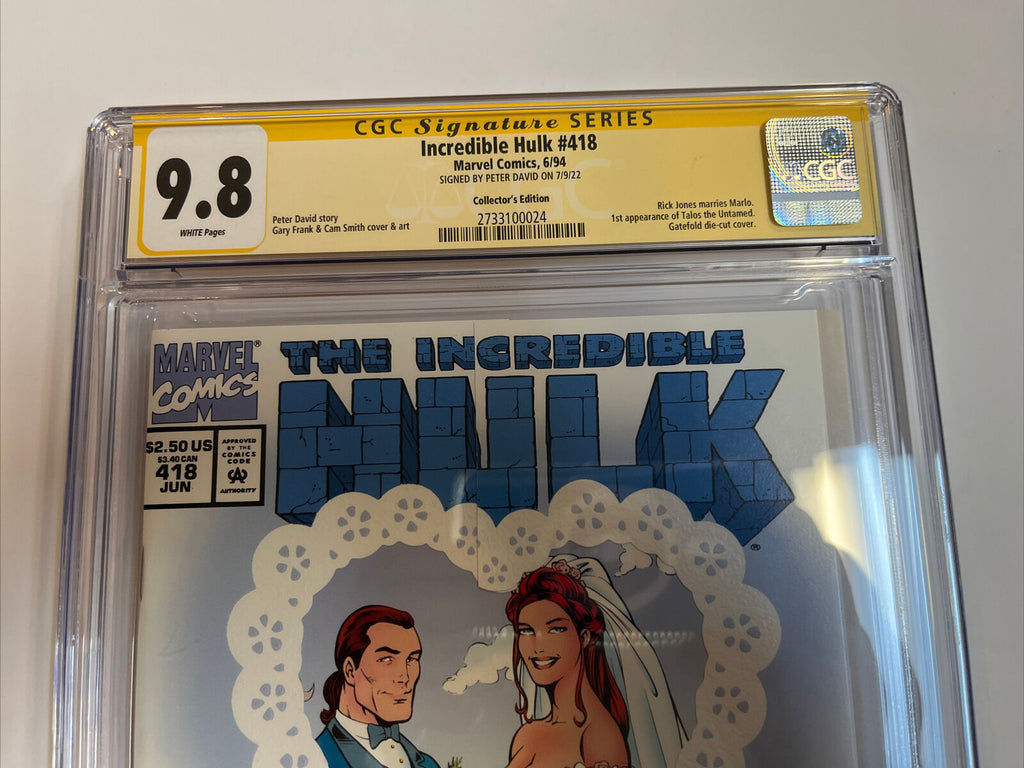 CGC Signature SERIES
9.8
WHITE Pages
Incredible Hulk #418
Marvel Comics, 6/94
SIGNED BY PETER DAVID ON 7/9/22
Collector's Edition
2733100024
Peter David story
Gary Frank & Cam Smith cover & art
Rick Jones marries Marlo.
1st appearance of Talos the Untamed.
Gatefold die-cut cover.
CGC
CGC
MARVEL®
COMICS
M
$2.50 US
$3.40 CAN
418
JUN
APPROVED
BY THE
COMICS
CODE
CA
AUTHORITY
THE INCREDIBLE
HULK®